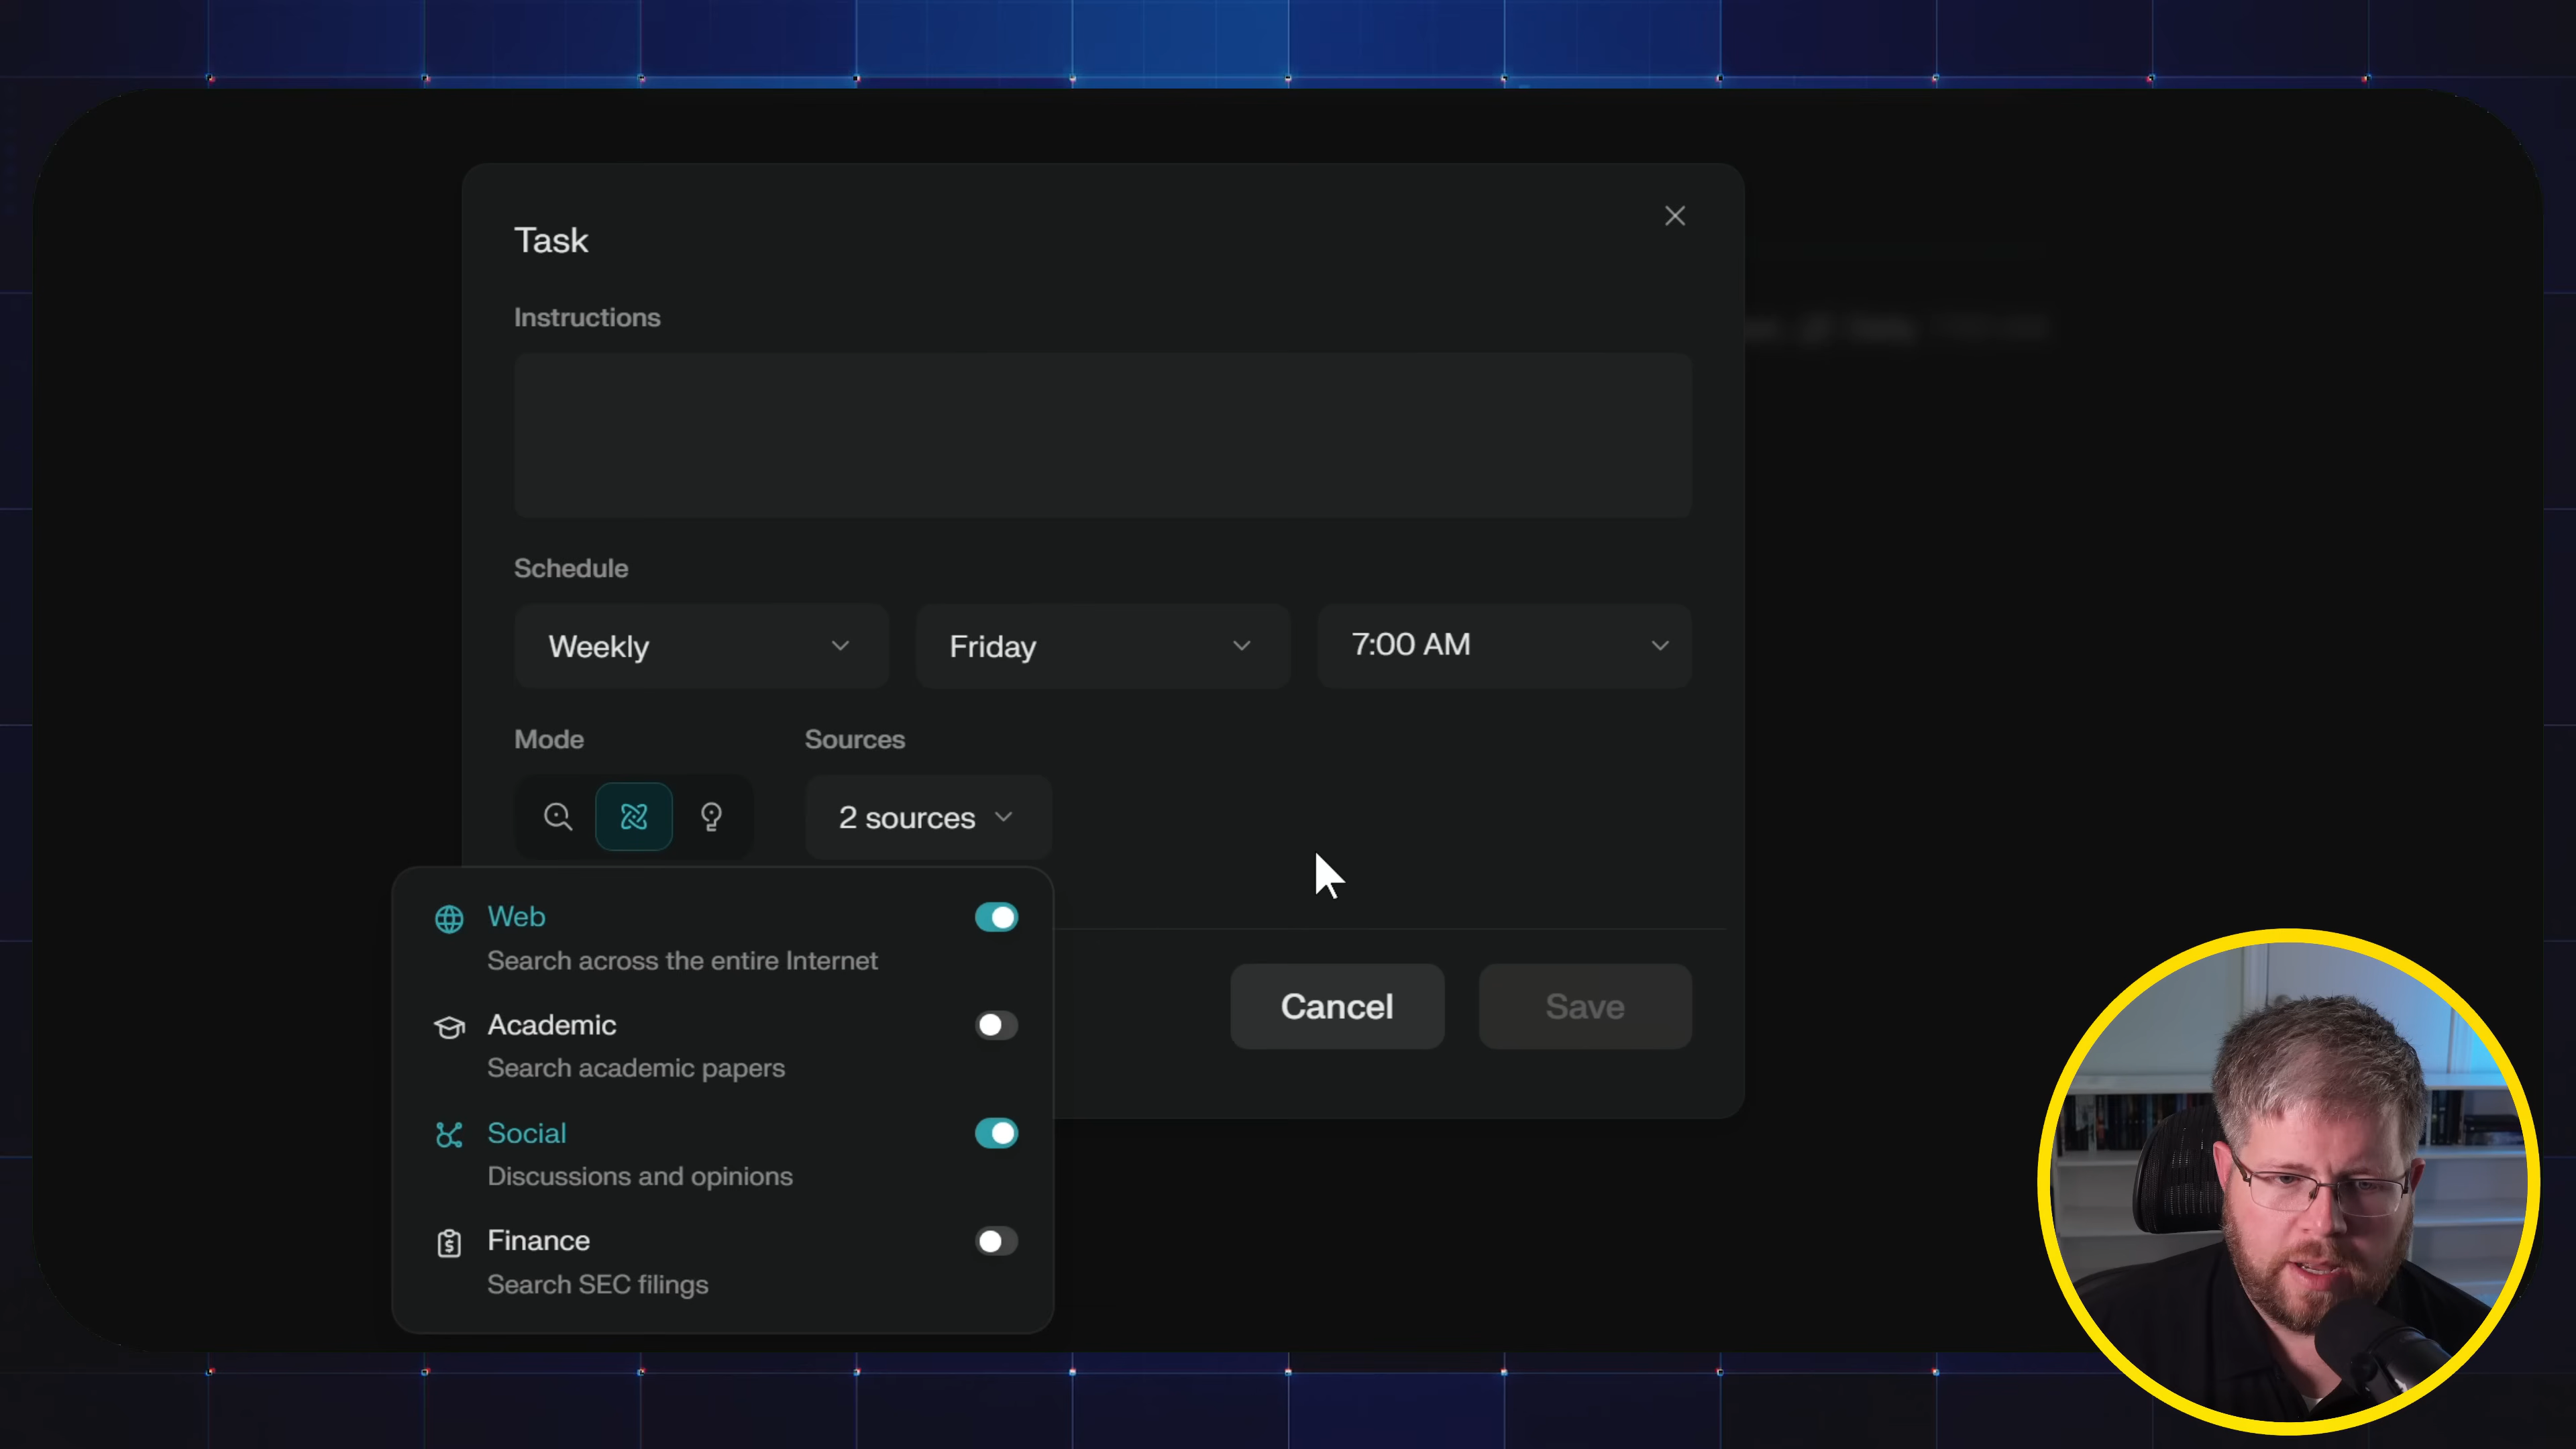 Task
Instructions
Schedule
Weekly
Friday
7:00 AM
Mode
Sources
2 sources
Web
Search across the entire Internet
Academic
Search academic papers
Social
Discussions and opinions
Finance
Search SEC filings
Cancel
Save